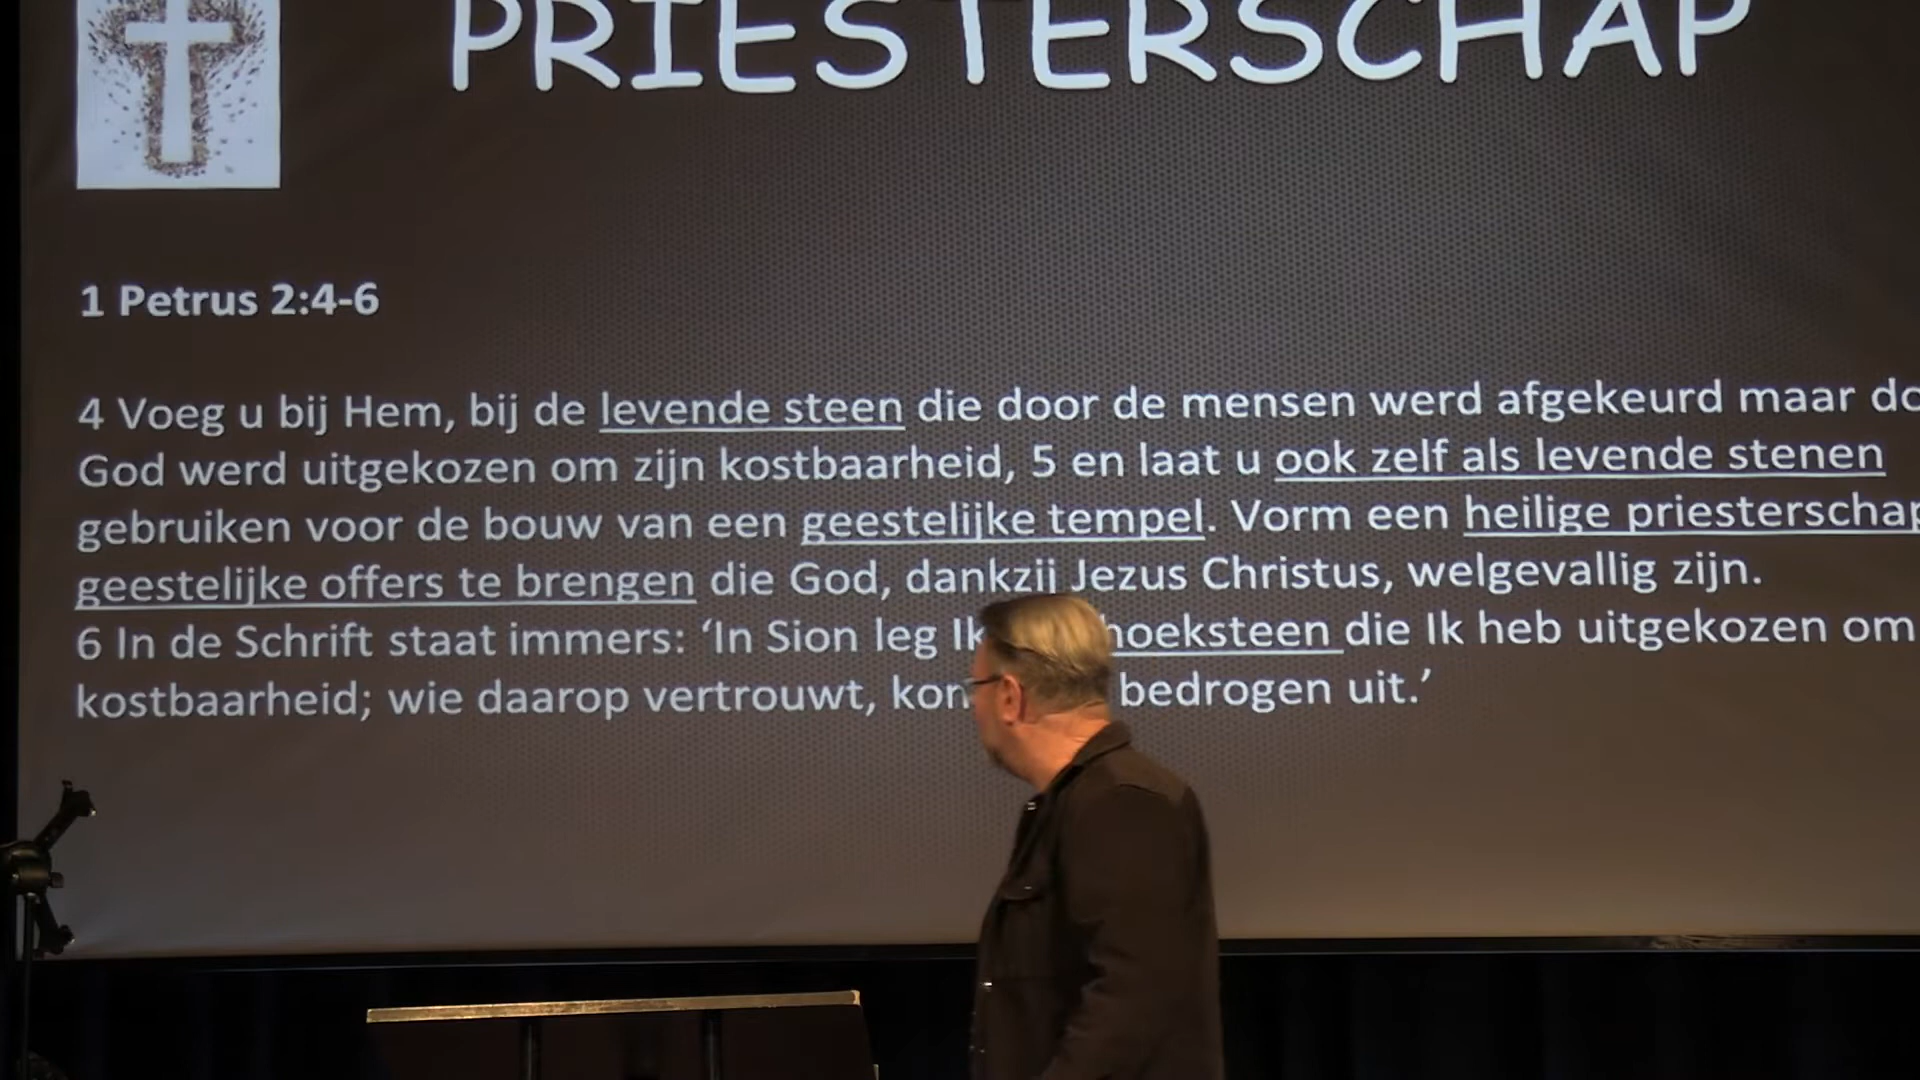 PRIESTERSCHAP
1 Petrus 2:4-6
4 Voeg u bij Hem, bij de levende steen die door de mensen werd afgekeurd maar
God werd uitgekozen om zijn kostbaarheid, 5 en laat u ook zelf als levende stenen
gebruiken voor de bouw van een geestelijke tempel. Vorm een heilige priesterschap
geestelijke offers te brengen die God, dankzij Jezus Christus, welgevallig zijn.
6 In de Schrift staat immers: ‘In Sion leg Ik hoeksteen die Ik heb uitgekozen om
kostbaarheid; wie daarop vertrouwt, bedrogen uit.’